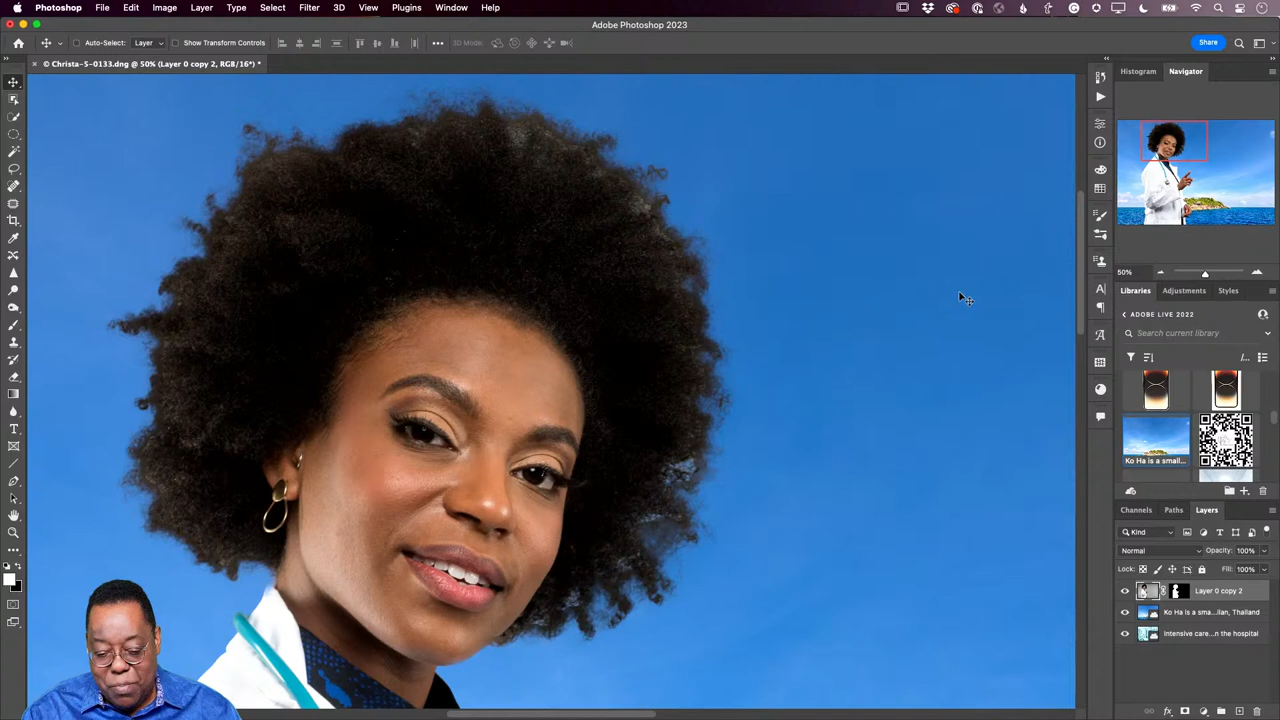 Photoshop File Edit Image Layer Type Select Filter 3D View Plugins Window Help
Adobe Photoshop 2023
Auto-Select: Layer Show Transform Controls 3D Mode: Share
© Christa-5-0133.dng @ 50% (Layer 0 copy 2, RGB/16*) *
Histogram Navigator
50%
Libraries Adjustments Styles
ADOBE LIVE 2022
Search current library
Ko Ha is a small...
Channels Paths Layers
Kind
Normal Opacity: 100%
Lock: Fill: 100%
Layer 0 copy 2
Ko Ha is a sma...ilan, Thailand
intensive care...n the hospital